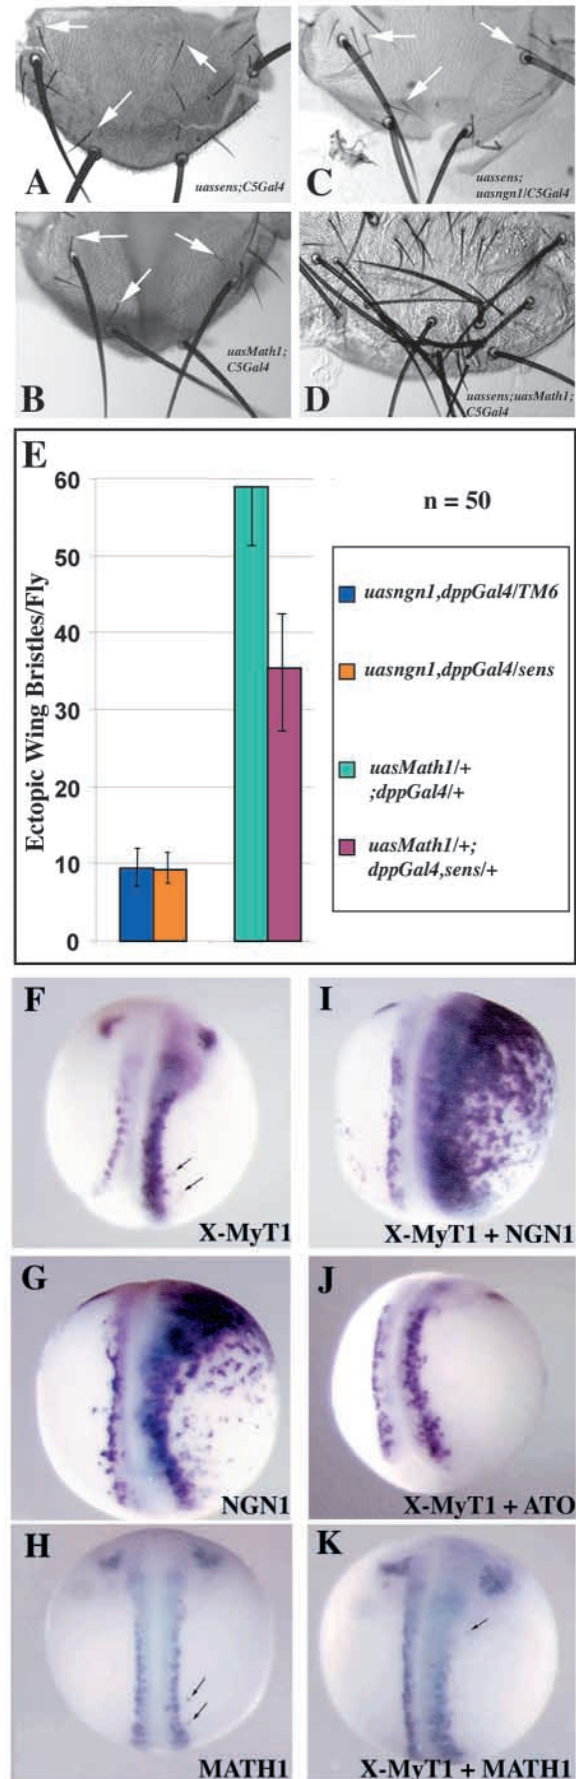 A
uassens;C5Gal4
C
uassens;
uasngn1/C5Gal4
B
uasMath1;
C5Gal4
D
uassens;uasMath1;
C5Gal4
E
60
50
40
30
20
10
0
Ectopic Wing Bristles/Fly
n = 50
uasngn1,dppGal4/TM6
uasngn1,dppGal4/sens
uasMath1/+
;dppGal4/+
uasMath1/+;
dppGal4,sens/+
F
X-MyT1
I
X-MyT1 + NGN1
G
NGN1
J
X-MyT1 + ATO
H
MATH1
K
X-MyT1 + MATH1